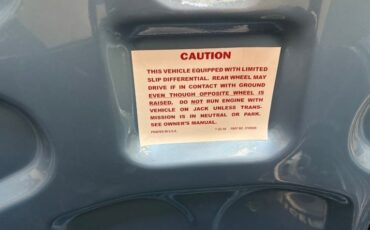 CAUTION
THIS VEHICLE EQUIPPED WITH LIMITED
SLIP DIFFERENTIAL. REAR WHEEL MAY
DRIVE IF IN CONTACT WITH GROUND
EVEN THOUGH OPPOSITE WHEEL IS
RAISED. DO NOT RUN ENGINE WITH
VEHICLE ON JACK UNLESS TRANS-
MISSION IS IN NEUTRAL OR PARK.
SEE OWNER'S MANUAL.
PRINTED IN U.S.A.